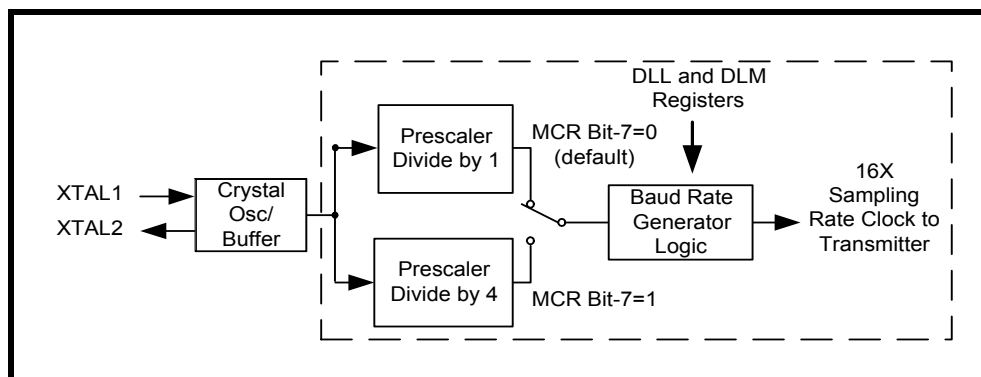 DLL and DLM
Registers
Prescaler
Divide by 1
MCR Bit-7=0
(default)
XTAL1
XTAL2
Crystal
Osc/
Buffer
Baud Rate
Generator
Logic
16X
Sampling
Rate Clock to
Transmitter
Prescaler
Divide by 4
MCR Bit-7=1